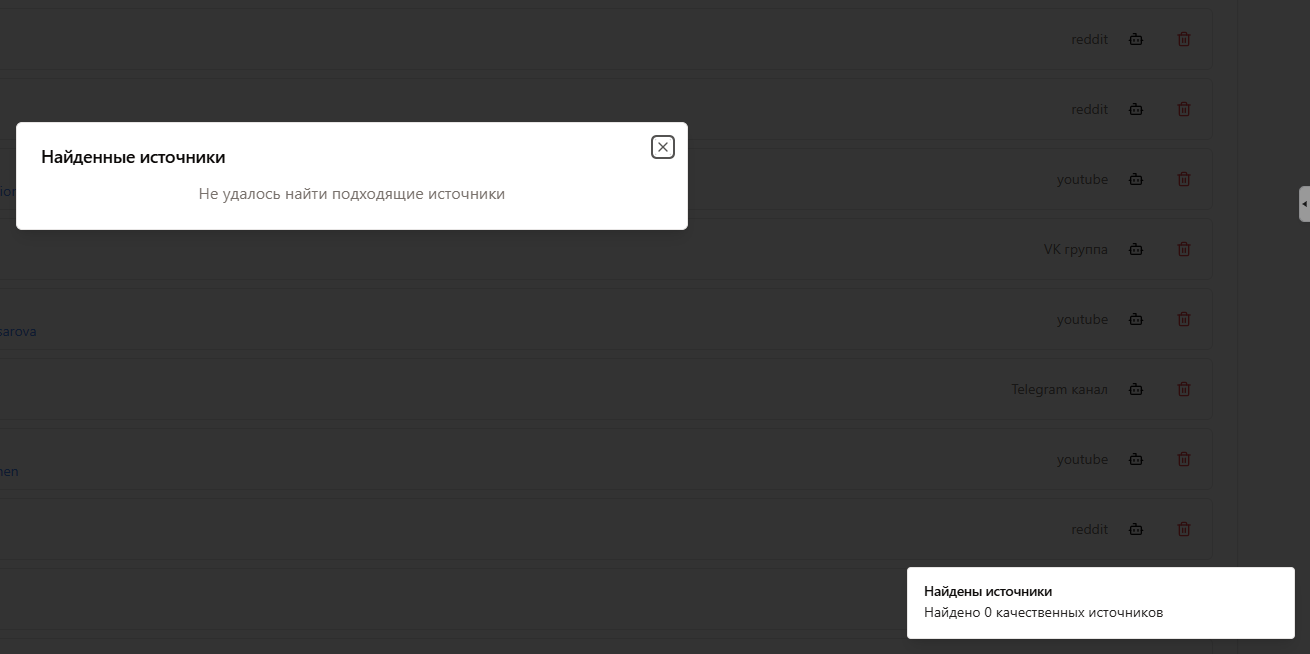 reddit
reddit
Найденные источники
Не удалось найти подходящие источники
youtube
VK группа
youtube
sarova
Telegram канал
youtube
reddit
Найдены источники
Найдено 0 качественных источников